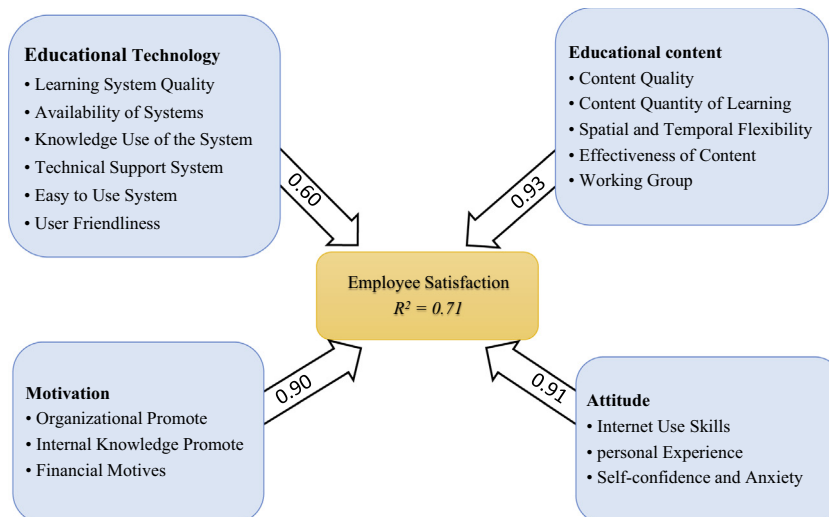 Educational Technology
• Learning System Quality
• Availability of Systems
• Knowledge Use of the System
• Technical Support System
• Easy to Use System
• User Friendliness
Educational content
• Content Quality
• Content Quantity of Learning
• Spatial and Temporal Flexibility
• Effectiveness of Content
• Working Group
0.60
0.93
Employee Satisfaction
R² = 0.71
0.90
0.91
Motivation
• Organizational Promote
• Internal Knowledge Promote
• Financial Motives
Attitude
• Internet Use Skills
• personal Experience
• Self-confidence and Anxiety